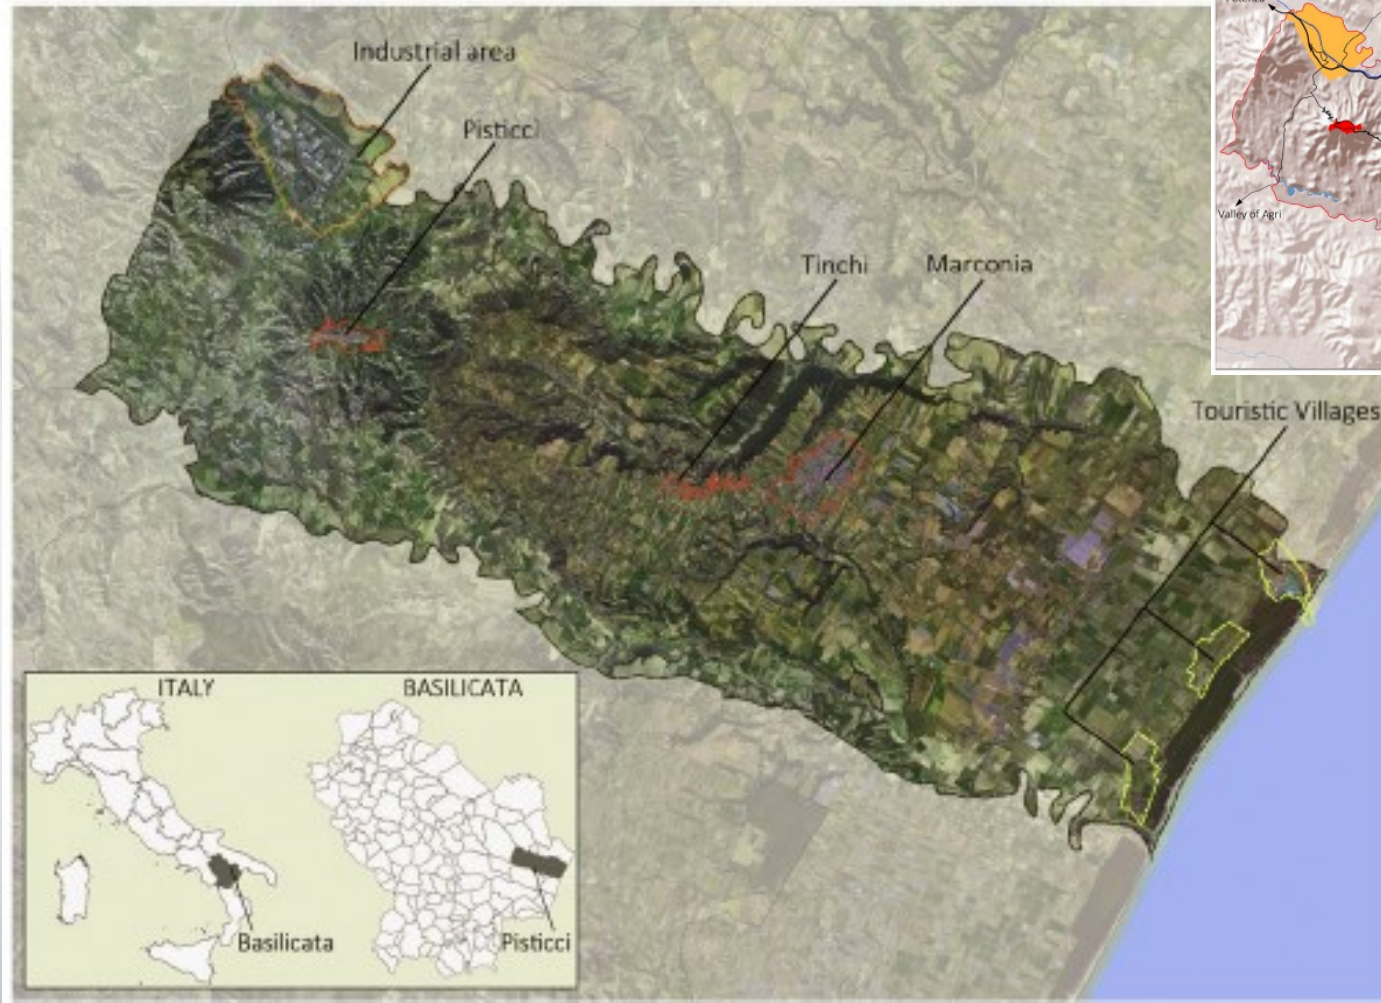 Industrial area
Pisticci
Tinchi
Marconia
Valley of Agri
Touristic Villages
ITALY
BASILICATA
Basilicata
Pisticci